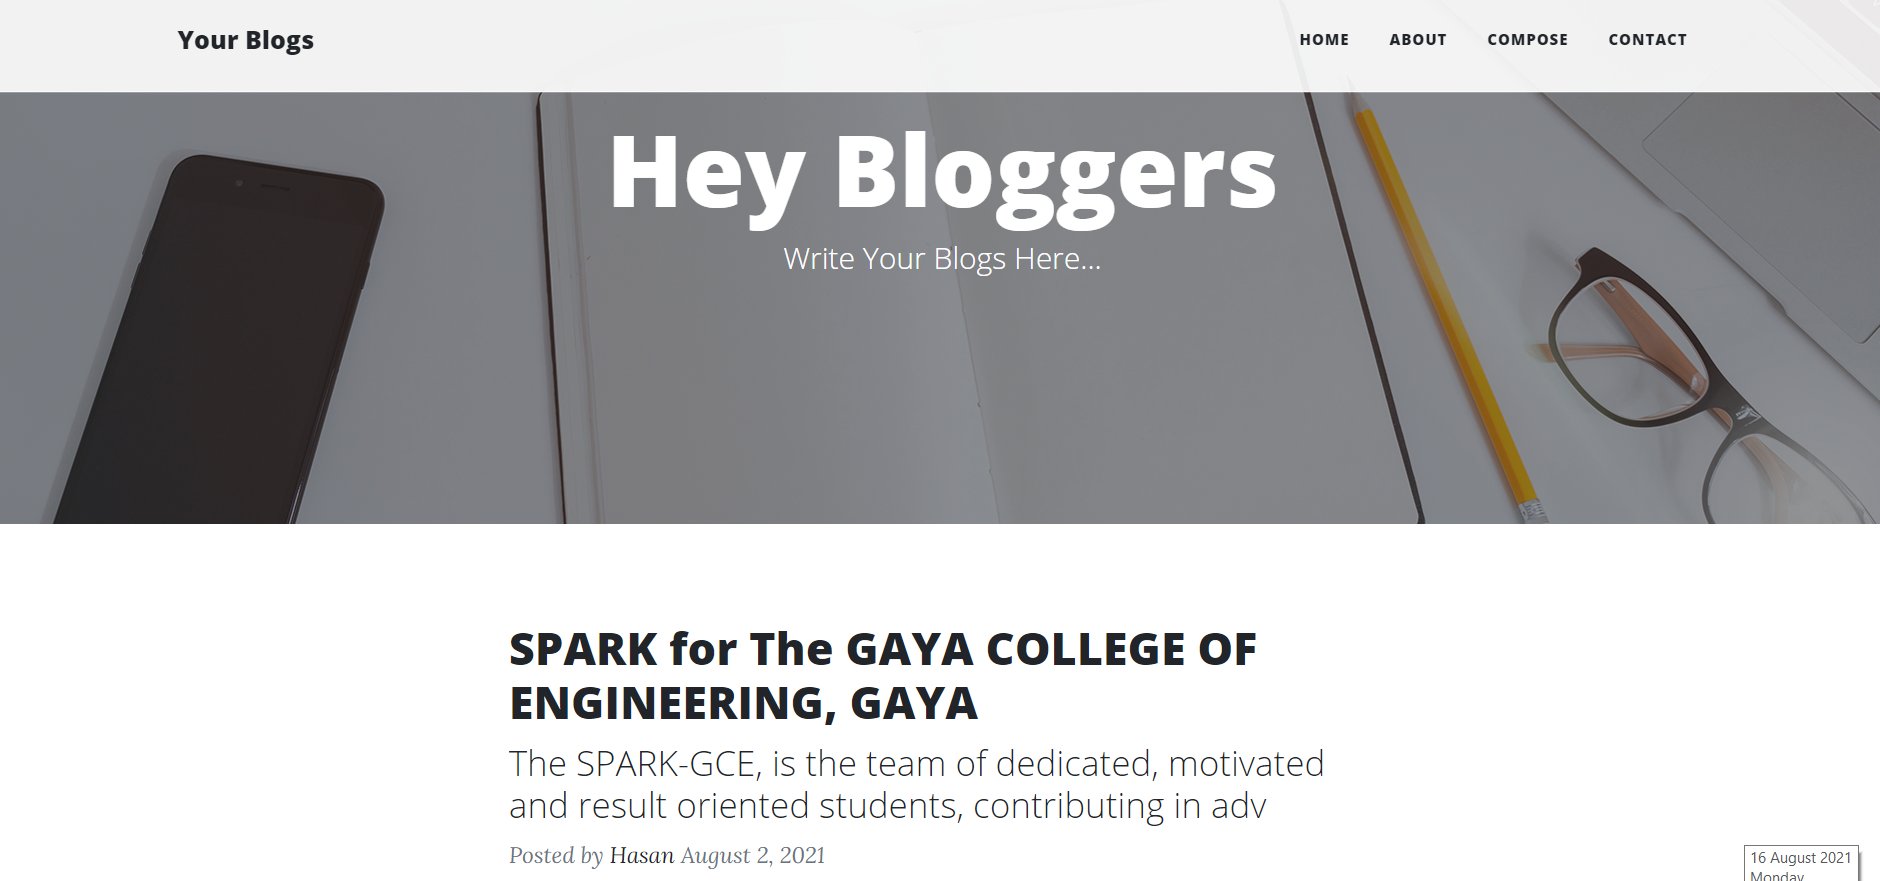 Your Blogs
HOME ABOUT COMPOSE CONTACT
Hey Bloggers
Write Your Blogs Here...
SPARK for The GAYA COLLEGE OF
ENGINEERING, GAYA
The SPARK-GCE, is the team of dedicated, motivated
and result oriented students, contributing in adv
Posted by Hasan August 2, 2021
16 August 2021
Monday